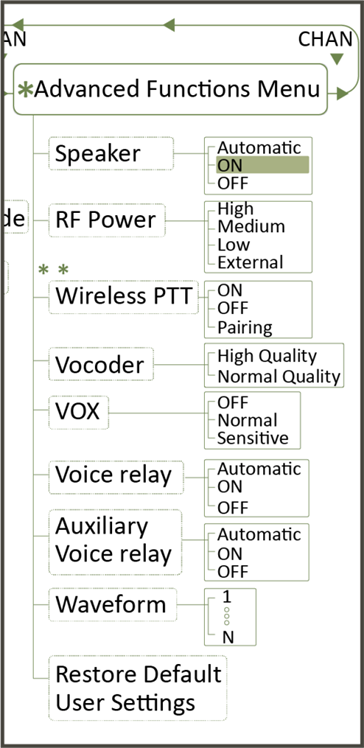 AN
CHAN
*Advanced Functions Menu
Speaker
Automatic
ON
OFF
de
RF Power
High
Medium
Low
External
* *
Wireless PTT
ON
OFF
Pairing
Vocoder
High Quality
Normal Quality
VOX
OFF
Normal
Sensitive
Voice relay
Automatic
ON
OFF
Auxiliary
Voice relay
Automatic
ON
OFF
Waveform
1
N
Restore Default
User Settings